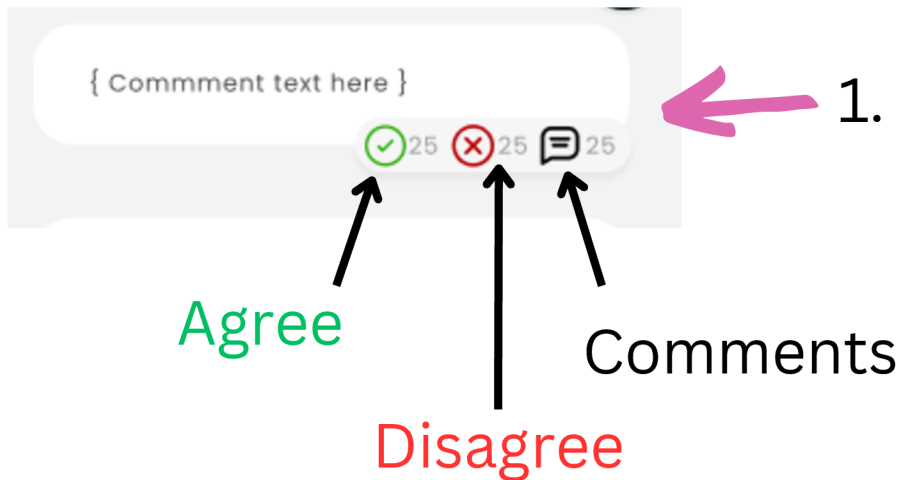 { Commment text here }
1.
25 25 25
Agree
Comments
Disagree